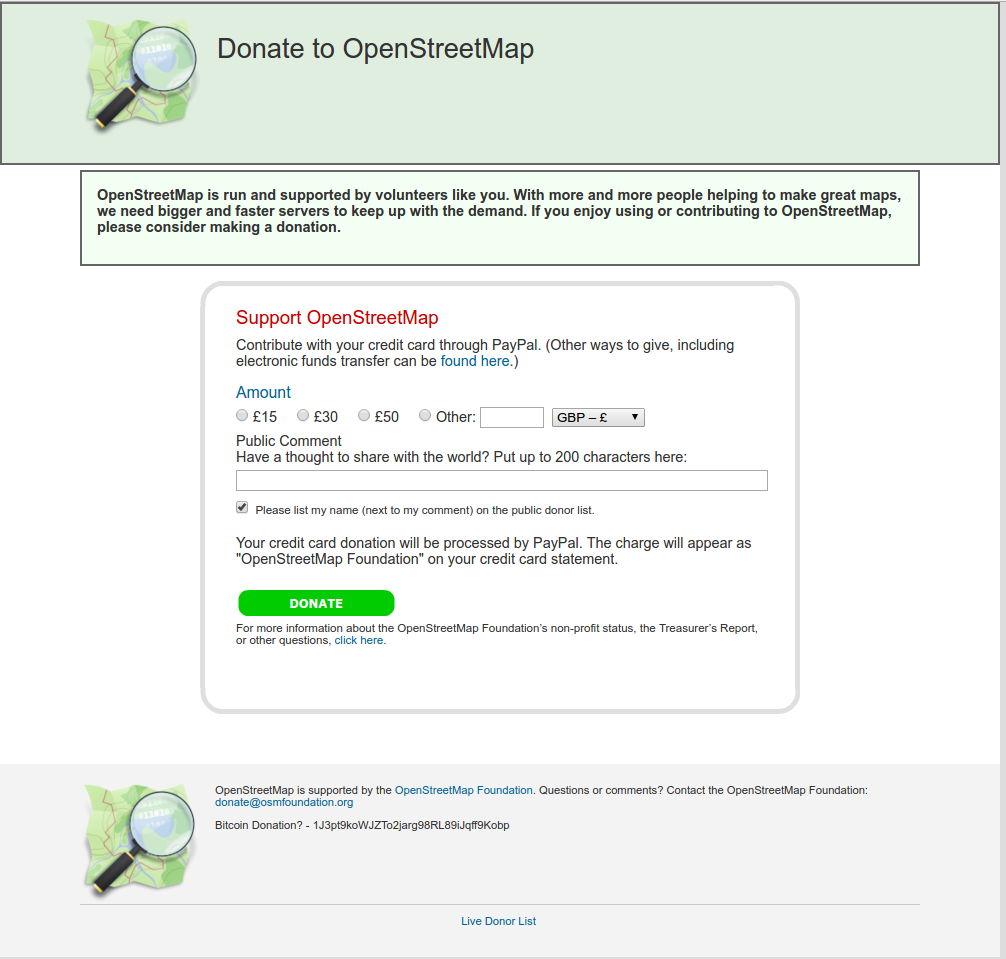 Donate to OpenStreetMap
OpenStreetMap is run and supported by volunteers like you. With more and more people helping to make great maps,
we need bigger and faster servers to keep up with the demand. If you enjoy using or contributing to OpenStreetMap,
please consider making a donation.
Support OpenStreetMap
Contribute with your credit card through PayPal. (Other ways to give, including
electronic funds transfer can be found here.)
Amount
£15 £30 £50 Other: GBP – £
Public Comment
Have a thought to share with the world? Put up to 200 characters here:
Please list my name (next to my comment) on the public donor list.
Your credit card donation will be processed by PayPal. The charge will appear as
"OpenStreetMap Foundation" on your credit card statement.
DONATE
For more information about the OpenStreetMap Foundation's non-profit status, the Treasurer's Report,
or other questions, click here.
OpenStreetMap is supported by the OpenStreetMap Foundation. Questions or comments? Contact the OpenStreetMap Foundation:
donate@osmfoundation.org
Bitcoin Donation? - 1J3pt9koWJZTo2jarg98RL89iJqff9Kobp
Live Donor List